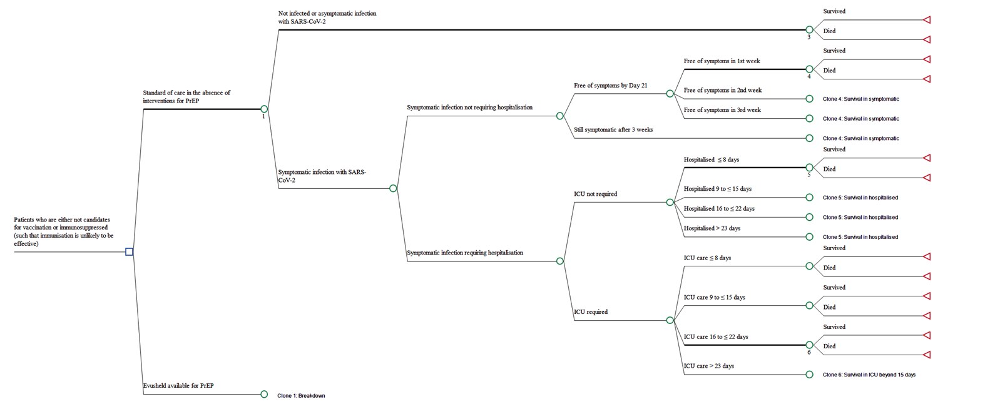 Not infected or asymptomatic infection
with SARS-CoV-2
Survived
Died
3
Survived
Died
4
Free of symptoms in 1st week
Free of symptoms by Day 21
Free of symptoms in 2nd week
Clone 4: Survival in symptomatic
Free of symptoms in 3rd week
Clone 4: Survival in symptomatic
Standard of care in the absence of
interventions for PrEP
1
Symptomatic infection not requiring hospitalisation
Still symptomatic after 3 weeks
Clone 4: Survival in symptomatic
Symptomatic infection with SARS-
CoV-2
Hospitalised ≤ 8 days
Survived
Died
5
ICU not required
Hospitalised 9 to ≤ 15 days
Clone 5: Survival in hospitalised
Hospitalised 16 to ≤ 22 days
Clone 5: Survival in hospitalised
Hospitalised > 23 days
Clone 5: Survival in hospitalised
Patients who are either not candidates
for vaccination or immunosuppressed
(such that immunisation is unlikely to be
effective)
Symptomatic infection requiring hospitalisation
ICU care ≤ 8 days
Survived
Died
ICU care 9 to ≤ 15 days
Survived
Died
ICU required
ICU care 16 to ≤ 22 days
Survived
Died
6
ICU care > 23 days
Clone 6: Survival in ICU beyond 15 days
Evusheld available for PrEP
Clone 1: Breakdown